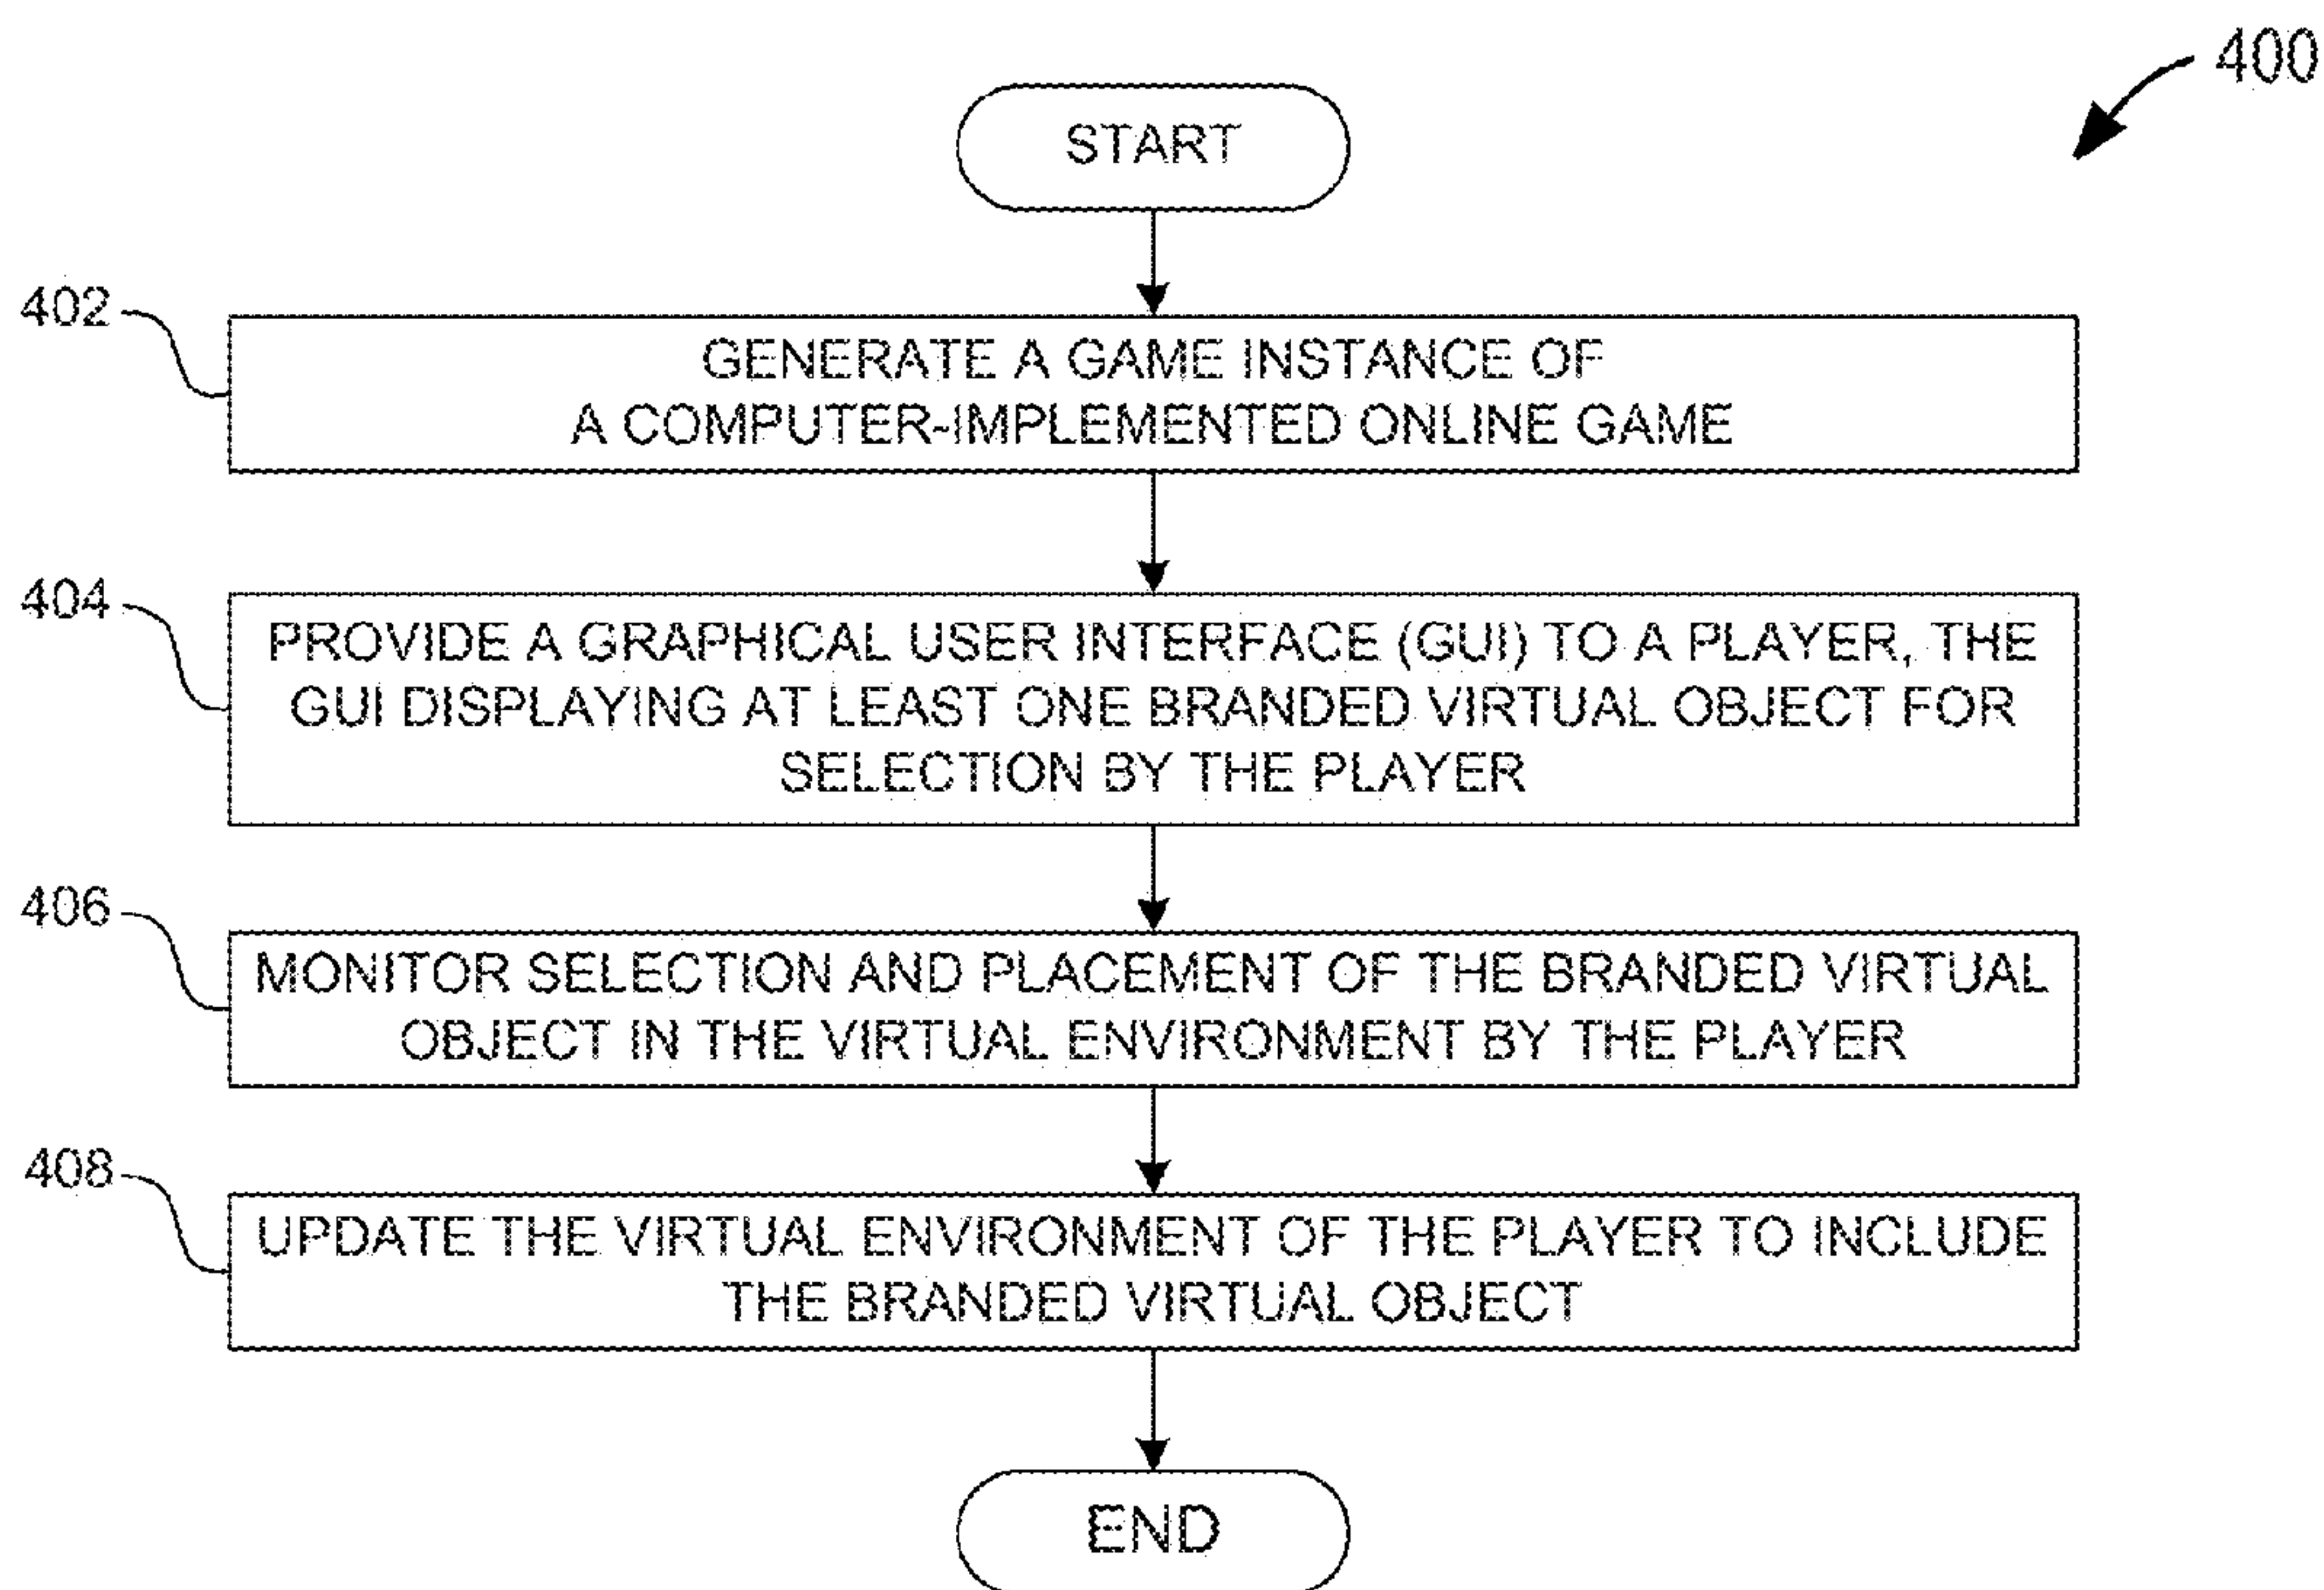 400
START
402
GENERATE A GAME INSTANCE OF
A COMPUTER-IMPLEMENTED ONLINE GAME
404
PROVIDE A GRAPHICAL USER INTERFACE (GUI) TO A PLAYER, THE
GUI DISPLAYING AT LEAST ONE BRANDED VIRTUAL OBJECT FOR
SELECTION BY THE PLAYER
406
MONITOR SELECTION AND PLACEMENT OF THE BRANDED VIRTUAL
OBJECT IN THE VIRTUAL ENVIRONMENT BY THE PLAYER
408
UPDATE THE VIRTUAL ENVIRONMENT OF THE PLAYER TO INCLUDE
THE BRANDED VIRTUAL OBJECT
END